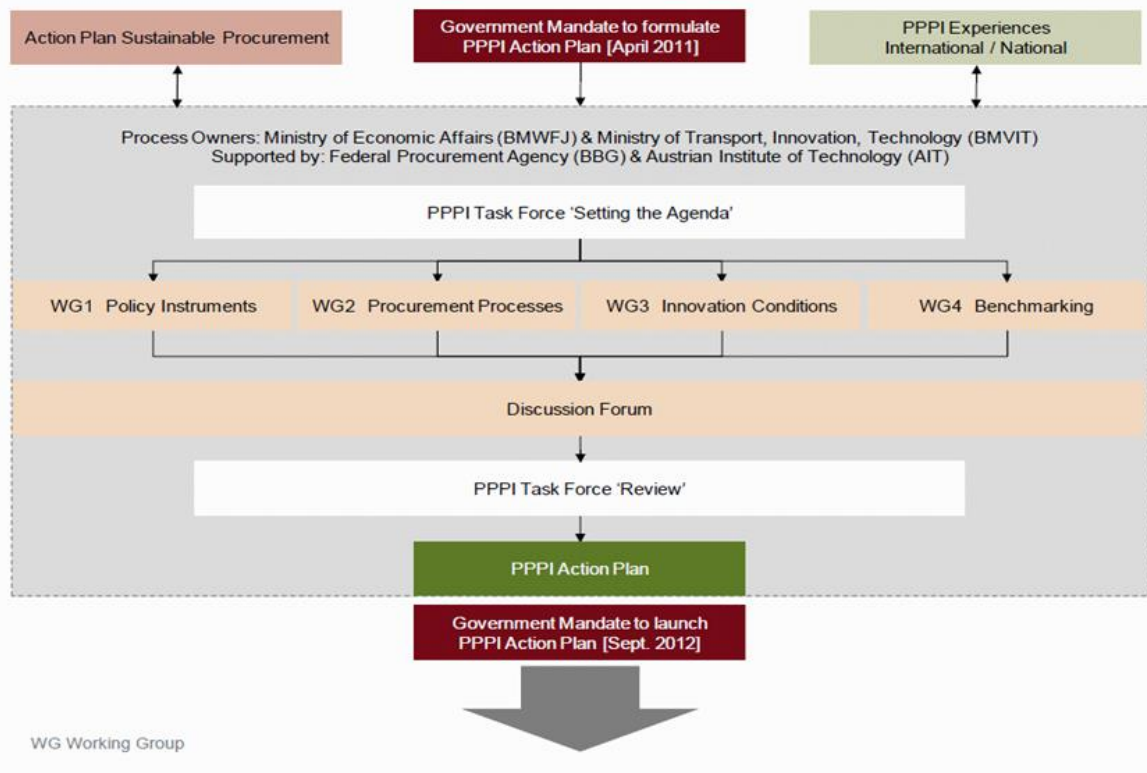 Action Plan Sustainable Procurement
Government Mandate to formulate
PPPI Action Plan [April 2011]
PPPI Experiences
International / National
Process Owners: Ministry of Economic Affairs (BMWFJ) & Ministry of Transport, Innovation, Technology (BMVIT)
Supported by: Federal Procurement Agency (BBG) & Austrian Institute of Technology (AIT)
PPPI Task Force ‘Setting the Agenda’
WG1 Policy Instruments
WG2 Procurement Processes
WG3 Innovation Conditions
WG4 Benchmarking
Discussion Forum
PPPI Task Force ‘Review’
PPPI Action Plan
Government Mandate to launch
PPPI Action Plan [Sept. 2012]
WG Working Group